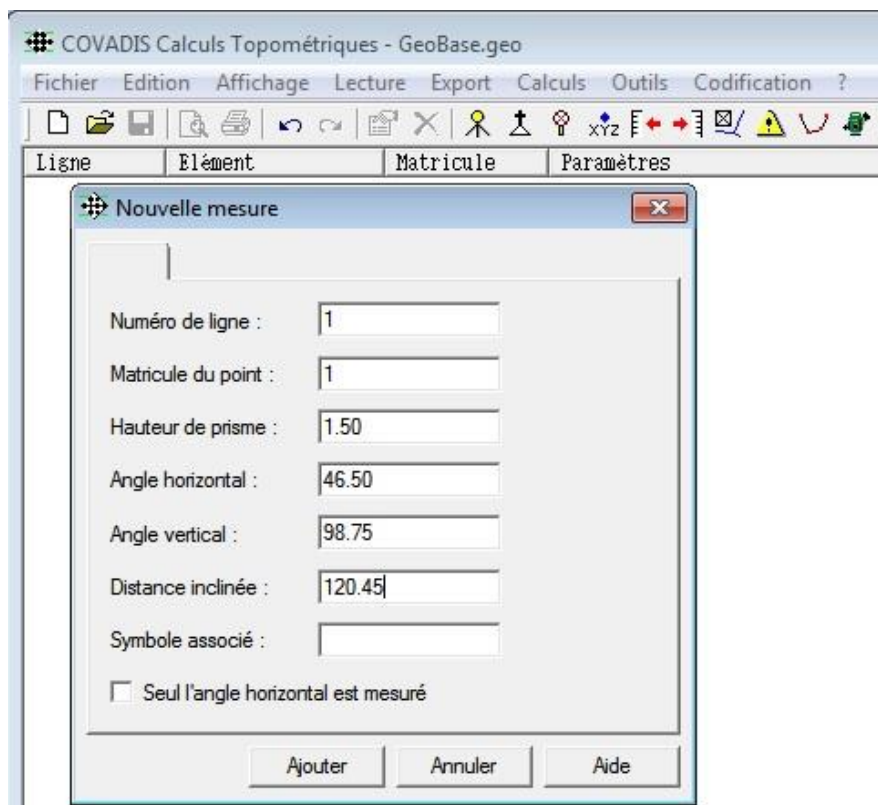 COVADIS Calculs Topométriques - GeoBase.geo
Fichier Edition Affichage Lecture Export Calculs Outils Codification ?
XYZ
Ligne Elément Matricule Paramètres
Nouvelle mesure
Numéro de ligne : 1
Matricule du point : 1
Hauteur de prisme : 1.50
Angle horizontal : 46.50
Angle vertical : 98.75
Distance inclinée : 120.45
Symbole associé :
Seul l'angle horizontal est mesuré
Ajouter Annuler Aide